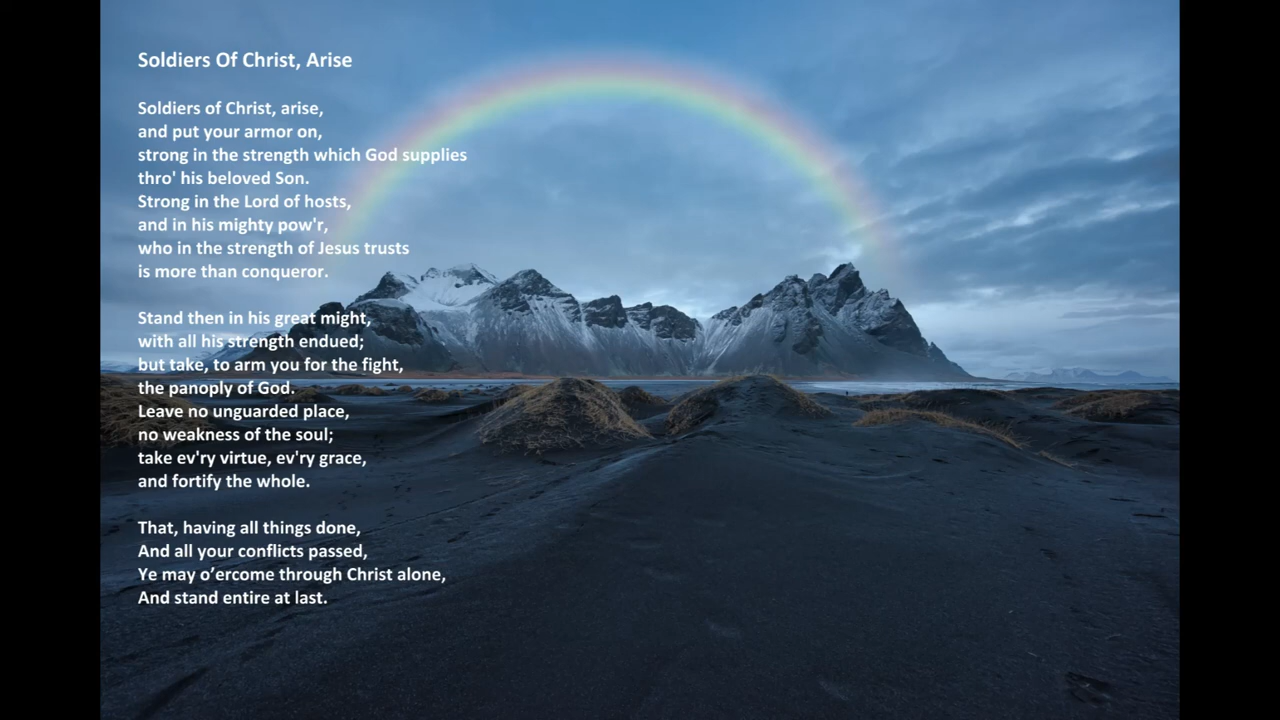 Soldiers Of Christ, Arise
Soldiers of Christ, arise,
and put your armor on,
strong in the strength which God supplies
thro' his beloved Son.
Strong in the Lord of hosts,
and in his mighty pow'r,
who in the strength of Jesus trusts
is more than conqueror.
Stand then in his great might,
with all his strength endued;
but take, to arm you for the fight,
the panoply of God.
Leave no unguarded place,
no weakness of the soul;
take ev'ry virtue, ev'ry grace,
and fortify the whole.
That, having all things done,
And all your conflicts passed,
Ye may o’ercome through Christ alone,
And stand entire at last.